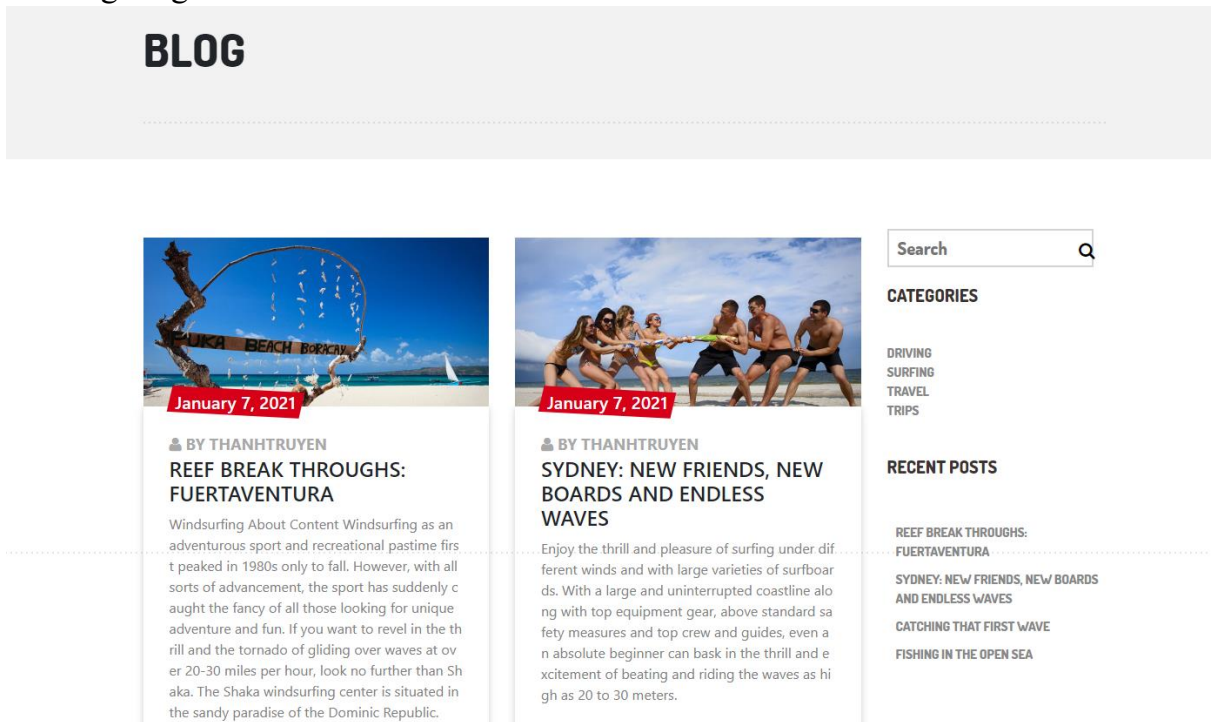 BLOG
PUKA BEACH BORACAY
January 7, 2021
BY THANHTRUYEN
REEF BREAK THROUGHS:
FUERTAVENTURA
Windsurfing About Content Windsurfing as an
adventurous sport and recreational pastime firs
t peaked in 1980s only to fall. However, with all
sorts of advancement, the sport has suddenly c
aught the fancy of all those looking for unique
adventure and fun. If you want to revel in the th
rill and the tornado of gliding over waves at ov
er 20-30 miles per hour, look no further than Sh
aka. The Shaka windsurfing center is situated in
the sandy paradise of the Dominic Republic.
January 7, 2021
BY THANHTRUYEN
SYDNEY: NEW FRIENDS, NEW
BOARDS AND ENDLESS
WAVES
Enjoy the thrill and pleasure of surfing under dif
ferent winds and with large varieties of surfboar
ds. With a large and uninterrupted coastline alo
ng with top equipment gear, above standard sa
fety measures and top crew and guides, even a
n absolute beginner can bask in the thrill and e
xcitement of beating and riding the waves as hi
gh as 20 to 30 meters.
Search
CATEGORIES
DRIVING
SURFING
TRAVEL
TRIPS
RECENT POSTS
REEF BREAK THROUGHS:
FUERTAVENTURA
SYDNEY: NEW FRIENDS, NEW BOARDS
AND ENDLESS WAVES
CATCHING THAT FIRST WAVE
FISHING IN THE OPEN SEA